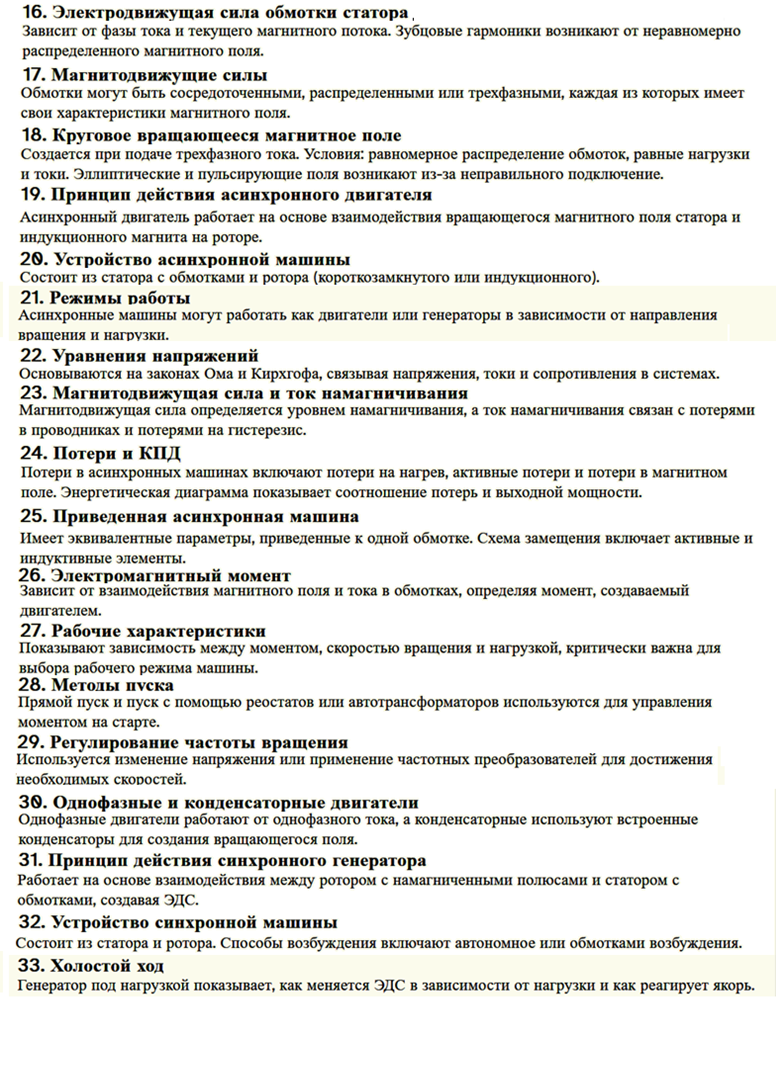 16. Электродвижущая сила обмотки статора
Зависит от фазы тока и текущего магнитного потока. Зубцовые гармоники возникают от неравномерно
распределенного магнитного поля.
17. Магнитодвижущие силы
Обмотки могут быть сосредоточенными, распределенными или трехфазными, каждая из которых имеет
свои характеристики магнитного поля.
18. Круговое вращающееся магнитное поле
Создается при подаче трехфазного тока. Условия: равномерное распределение обмоток, равные нагрузки
и токи. Эллиптические и пульсирующие поля возникают из-за неправильного подключение.
19. Принцип действия асинхронного двигателя
Асинхронный двигатель работает на основе взаимодействия вращающегося магнитного поля статора и
индукционного магнита на роторе.
20. Устройство асинхронной машины
Состоит из статора с обмотками и ротора (короткозамкнутого или индукционного).
21. Режимы работы
Асинхронные машины могут работать как двигатели или генераторы в зависимости от направления
вращения и нагрузки.
22. Уравнения напряжений
Основываются на законах Ома и Кирхгофа, связывая напряжения, токи и сопротивления в системах.
23. Магнитодвижущая сила и ток намагничивания
Магнитодвижущая сила определяется уровнем намагничивания, а ток намагничивания связан с потерями
в проводниках и потерями на гистерезис.
24. Потери и КПД
Потери в асинхронных машинах включают потери на нагрев, активные потери и потери в магнитном
поле. Энергетическая диаграмма показывает соотношение потерь и выходной мощности.
25. Приведенная асинхронная машина
Имеет эквивалентные параметры, приведенные к одной обмотке. Схема замещения включает активные и
индуктивные элементы.
26. Электромагнитный момент
Зависит от взаимодействия магнитного поля и тока в обмотках, определяя момент, создаваемый
двигателем.
27. Рабочие характеристики
Показывают зависимость между моментом, скоростью вращения и нагрузкой, критически важна для
выбора рабочего режима машины.
28. Методы пуска
Прямой пуск и пуск с помощью реостатов или автотрансформаторов используются для управления
моментом на старте.
29. Регулирование частоты вращения
Используется изменение напряжения или применение частотных преобразователей для достижения
необходимых скоростей.
30. Однофазные и конденсаторные двигатели
Однофазные двигатели работают от однофазного тока, а конденсаторные используют встроенные
конденсаторы для создания вращающегося поля.
31. Принцип действия синхронного генератора
Работает на основе взаимодействия между ротором с намагниченными полюсами и статором с
обмотками, создавая ЭДС.
32. Устройство синхронной машины
Состоит из статора и ротора. Способы возбуждения включают автономное или обмотками возбуждения.
33. Холостой ход
Генератор под нагрузкой показывает, как меняется ЭДС в зависимости от нагрузки и как реагирует якорь.